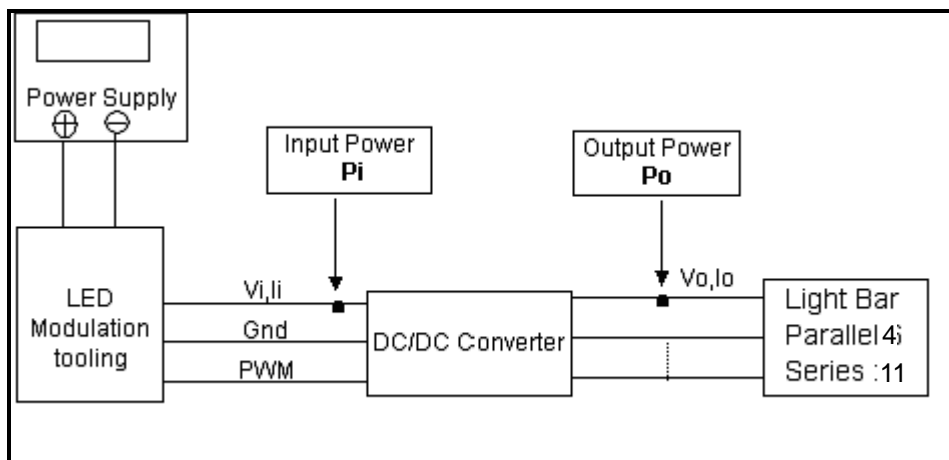 Power Supply
Input Power
Pi
Output Power
Po
LED
Modulation
tooling
Vi,Ii
Gnd
PWM
DC/DC Converter
Vo,Io
Light Bar
Parallel
Series :11